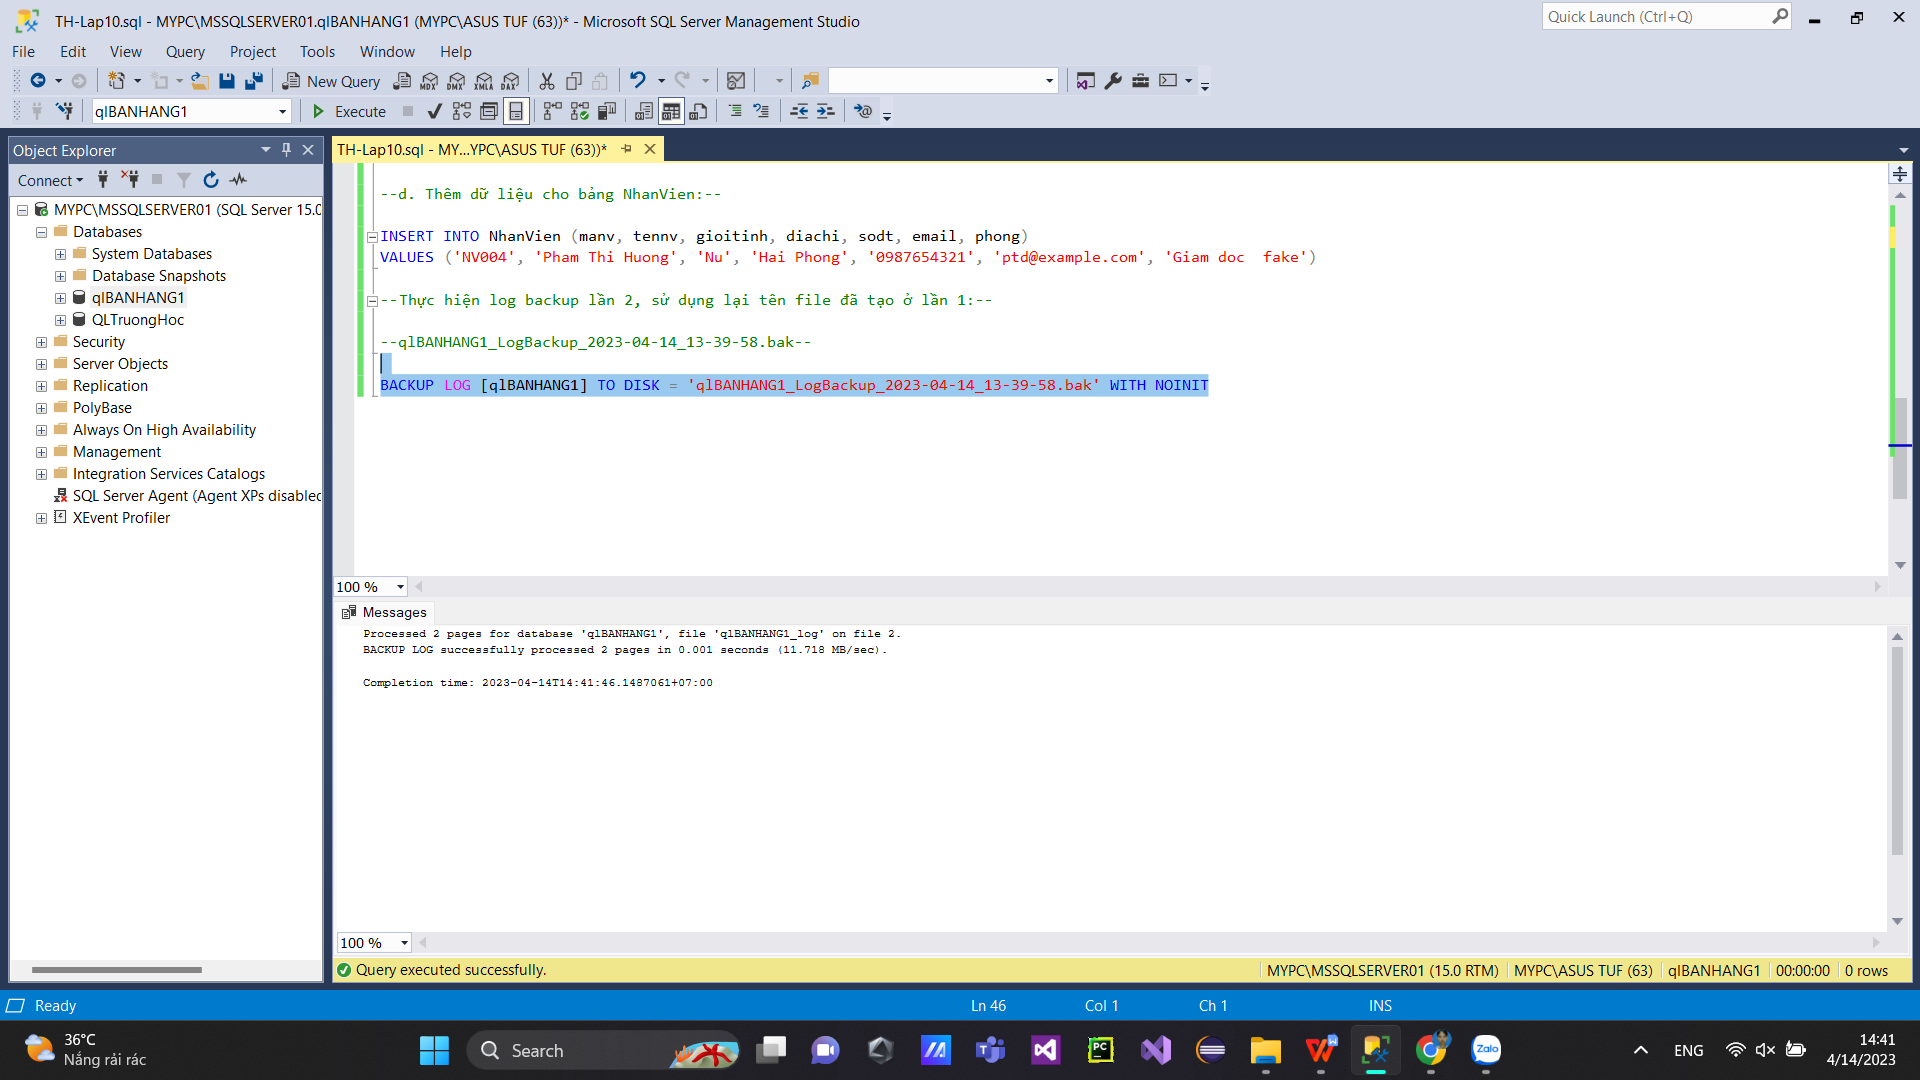 TH-Lap10.sql - MYPC\MSSQLSERVER01.qlBANHANG1 (MYPC\ASUS TUF (63))* - Microsoft SQL Server Management Studio
Quick Launch (Ctrl+Q)
File Edit View Query Project Tools Window Help
New Query MDX DMX XMLA DAX
qlBANHANG1 Execute
Object Explorer
Connect
MYPC\MSSQLSERVER01 (SQL Server 15.0
Databases
System Databases
Database Snapshots
qlBANHANG1
QLTruongHoc
Security
Server Objects
Replication
PolyBase
Always On High Availability
Management
Integration Services Catalogs
SQL Server Agent (Agent XPs disabled
XEvent Profiler
TH-Lap10.sql - MY...YPC\ASUS TUF (63))*
--d. Thêm dữ liệu cho bảng NhanVien:--
INSERT INTO NhanVien (manv, tennv, gioitinh, diachi, sodt, email, phong)
VALUES ('NV004', 'Pham Thi Huong', 'Nu', 'Hai Phong', '0987654321', 'ptd@example.com', 'Giam doc  fake')
--Thực hiện log backup lần 2, sử dụng lại tên file đã tạo ở lần 1:--
--qlBANHANG1_LogBackup_2023-04-14_13-39-58.bak--
BACKUP LOG [qlBANHANG1] TO DISK = 'qlBANHANG1_LogBackup_2023-04-14_13-39-58.bak' WITH NOINIT
100 %
Messages
Processed 2 pages for database 'qlBANHANG1', file 'qlBANHANG1_log' on file 2.
BACKUP LOG successfully processed 2 pages in 0.001 seconds (11.718 MB/sec).
Completion time: 2023-04-14T14:41:46.1487061+07:00
100 %
Query executed successfully.
MYPC\MSSQLSERVER01 (15.0 RTM) MYPC\ASUS TUF (63) qlBANHANG1 00:00:00 0 rows
Ready Ln 46 Col 1 Ch 1 INS
36°C
Nắng rải rác
Search
PC
Zalo
ENG
14:41
4/14/2023